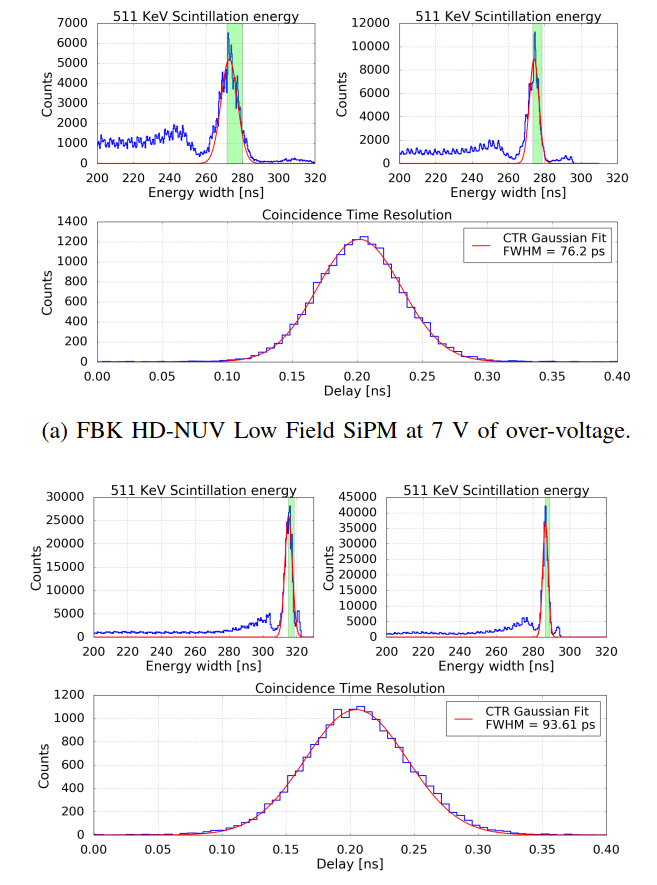 511 KeV Scintillation energy
7000
6000
5000
4000
3000
2000
1000
0
Counts
200 220 240 260 280 300 320
Energy width [ns]
511 KeV Scintillation energy
12000
10000
8000
6000
4000
2000
0
Counts
200 220 240 260 280 300 320
Energy width [ns]
Coincidence Time Resolution
1400
1200
1000
800
600
400
200
0
Counts
CTR Gaussian Fit
FWHM = 76.2 ps
0.00 0.05 0.10 0.15 0.20 0.25 0.30 0.35 0.40
Delay [ns]
(a) FBK HD-NUV Low Field SiPM at 7 V of over-voltage.
511 KeV Scintillation energy
30000
25000
20000
15000
10000
5000
0
Counts
200 220 240 260 280 300 320
Energy width [ns]
511 KeV Scintillation energy
45000
40000
35000
30000
25000
20000
15000
10000
5000
0
Counts
200 220 240 260 280 300 320
Energy width [ns]
Coincidence Time Resolution
1200
1000
800
600
400
200
0
Counts
CTR Gaussian Fit
FWHM = 93.61 ps
0.00 0.05 0.10 0.15 0.20 0.25 0.30 0.35 0.40
Delay [ns]